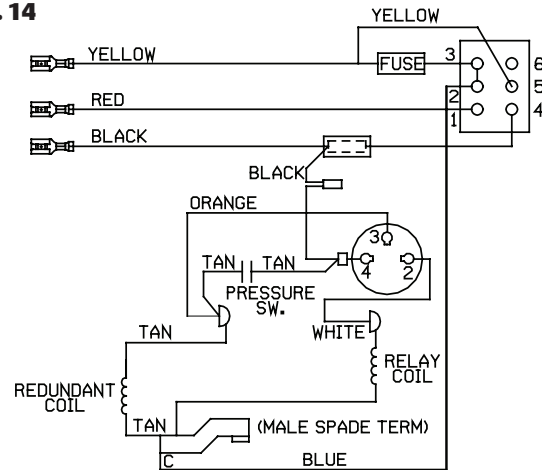 . 14
YELLOW
YELLOW
FUSE
3
6
5
RED
2
4
1
BLACK
BLACK
ORANGE
3
TAN
TAN
4
2
PRESSURE
SW.
WHITE
TAN
RELAY
COIL
REDUNDANT
COIL
TAN
(MALE SPADE TERM)
C
BLUE